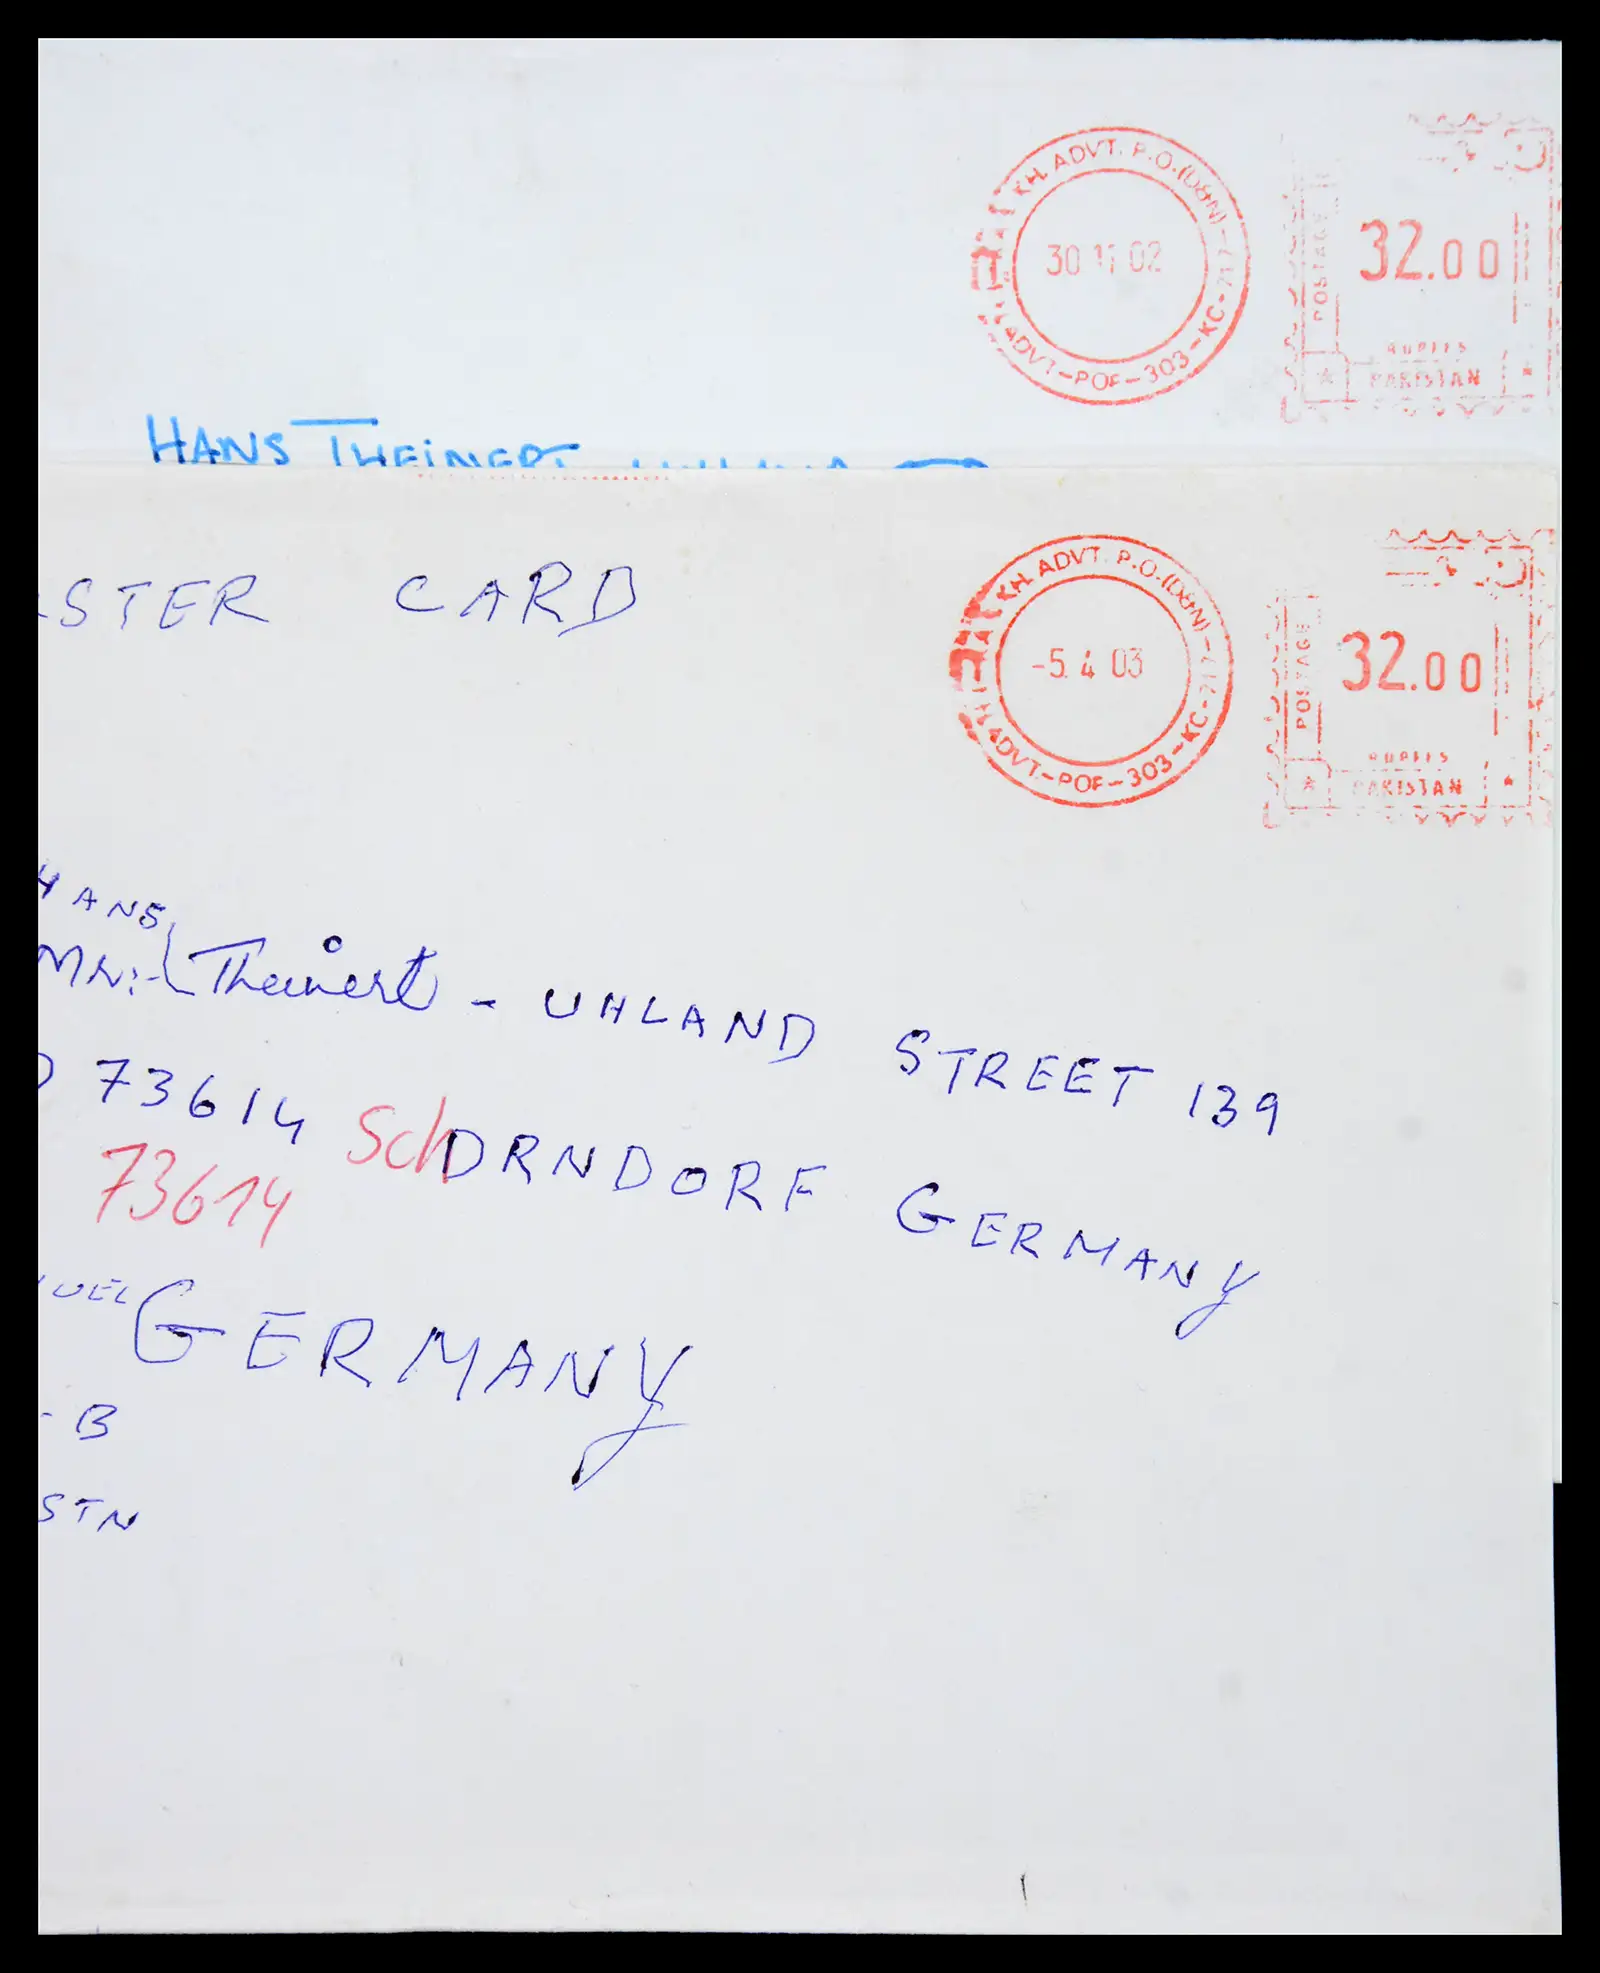 KH. ADVT. P.O.(D&N)-
ADVT-POF-303-KC-717-
30 11 02
POSTAGE
32.00
RUPEES
PAKISTAN
HANS THEINERT
STER CARD
KH. ADVT. P.O.(D&N)-
ADVT-POF-303-KC-717-
-5. 4 03
POSTAGE
32.00
RUPEES
PAKISTAN
HANS
Mr:- Theinert - UHLAND STREET 139
D 73614 SchORNDORF GERMANY
73614
UEL GERMANY
- B
STN